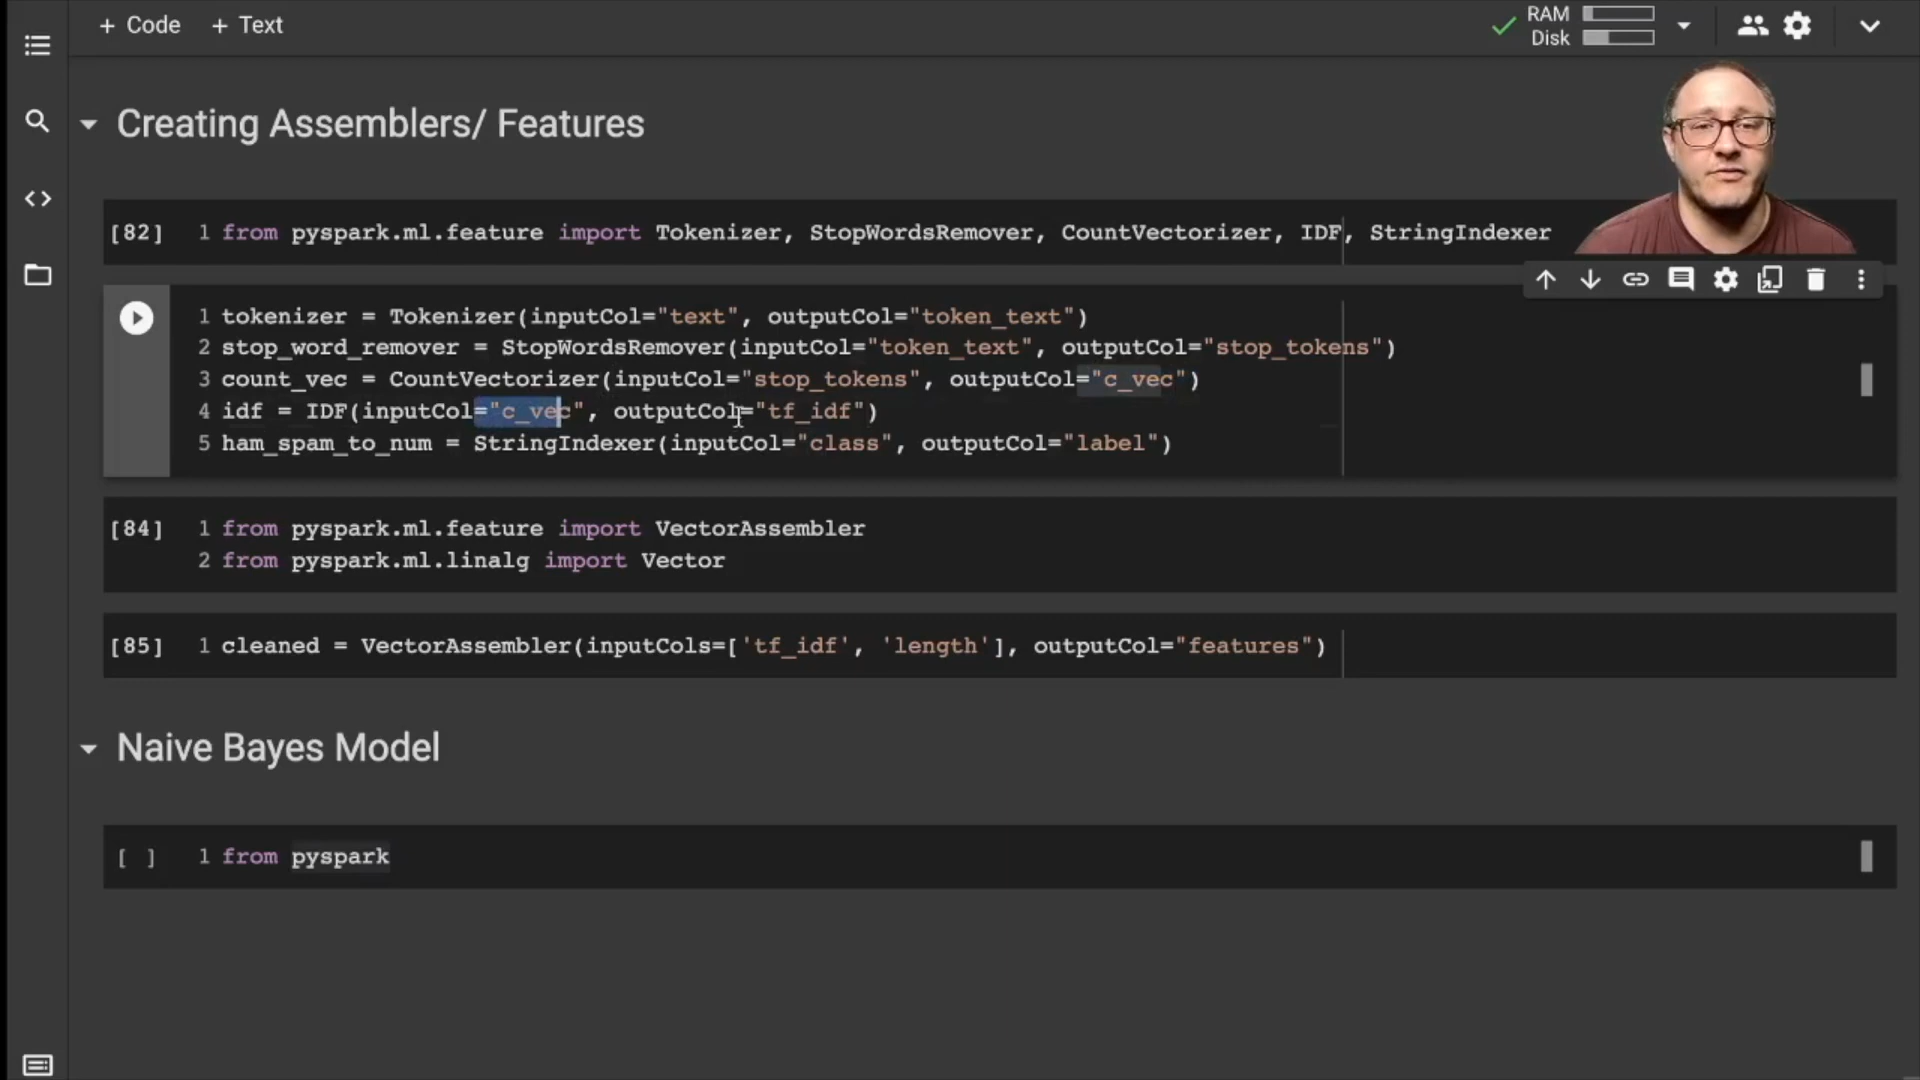 + Code + Text
RAM
Disk
Creating Assemblers/ Features
[82] 1 from pyspark.ml.feature import Tokenizer, StopWordsRemover, CountVectorizer, IDF, StringIndexer
1 tokenizer = Tokenizer(inputCol="text", outputCol="token_text")
2 stop_word_remover = StopWordsRemover(inputCol="token_text", outputCol="stop_tokens")
3 count_vec = CountVectorizer(inputCol="stop_tokens", outputCol="c_vec")
4 idf = IDF(inputCol="c_vec", outputCol="tf_idf")
5 ham_spam_to_num = StringIndexer(inputCol="class", outputCol="label")
[84] 1 from pyspark.ml.feature import VectorAssembler
2 from pyspark.ml.linalg import Vector
[85] 1 cleaned = VectorAssembler(inputCols=['tf_idf', 'length'], outputCol="features")
Naive Bayes Model
[ ] 1 from pyspark